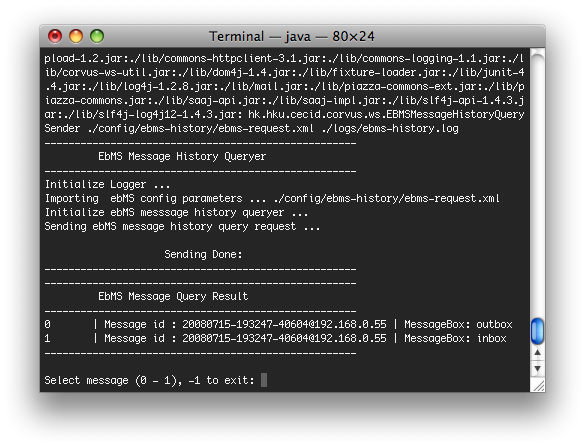 Terminal — java — 80×24
pload-1.2.jar:./lib/commons-httpclient-3.1.jar:./lib/commons-logging-1.1.jar:./l
ib/corvus-ws-util.jar:./lib/dom4j-1.4.jar:./lib/fixture-loader.jar:./lib/junit-4
.4.jar:./lib/log4j-1.2.8.jar:./lib/mail.jar:./lib/piazza-commons-ext.jar:./lib/p
iazza-commons.jar:./lib/saaj-api.jar:./lib/saaj-impl.jar:./lib/slf4j-api-1.4.3.j
ar:./lib/slf4j-log4j12-1.4.3.jar: hk.hku.cecid.corvus.ws.EBMSMessageHistoryQuery
Sender ./config/ebms-history/ebms-request.xml ./logs/ebms-history.log
----------------------------------------------------
EbMS Message History Queryer
----------------------------------------------------
Initialize Logger ...
Importing  ebMS config parameters ... ./config/ebms-history/ebms-request.xml
Initialize ebMS messsage history queryer ...
Sending ebMS message history query request ...
Sending Done:
----------------------------------------------------
----------------------------------------------------
EbMS Message Query Result
----------------------------------------------------
0       | Message id : 20080715-193247-40604@192.168.0.55 | MessageBox: outbox
1       | Message id : 20080715-193247-40604@192.168.0.55 | MessageBox: inbox
----------------------------------------------------
Select message (0 - 1), -1 to exit: